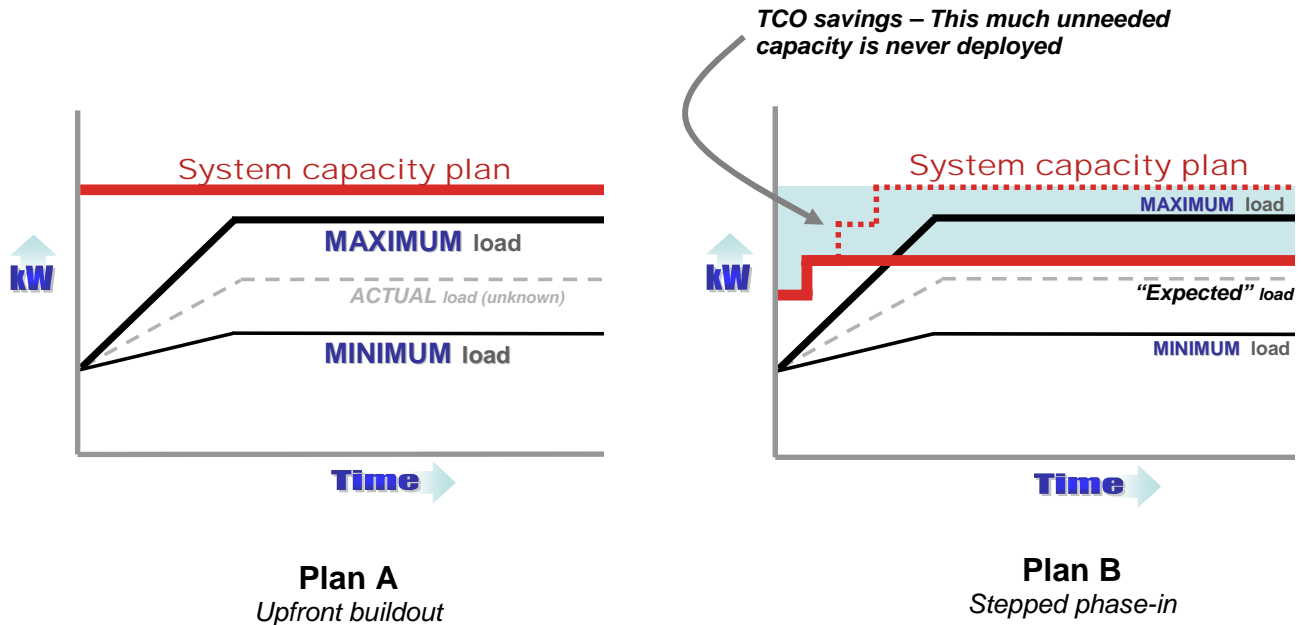 TCO savings – This much unneeded
capacity is never deployed
System capacity plan
MAXIMUM load
kW
ACTUAL load (unknown)
MINIMUM load
Time
Plan A
Upfront buildout
System capacity plan
MAXIMUM load
kW
“Expected” load
MINIMUM load
Time
Plan B
Stepped phase-in